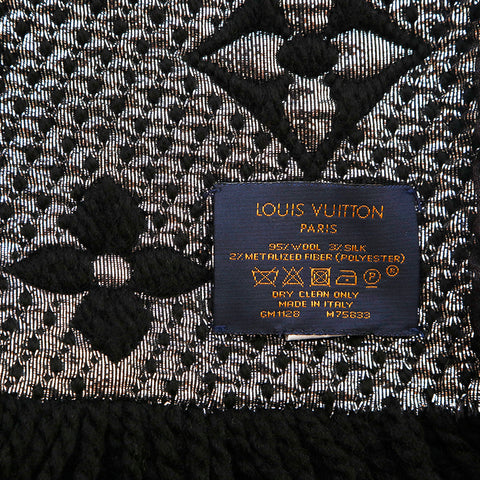 LOUIS VUITTON
PARIS
95% WOOL 3% SILK
2% METALIZED FIBER (POLYESTER)
P ®
DRY CLEAN ONLY
MADE IN ITALY
GM1128 M75833